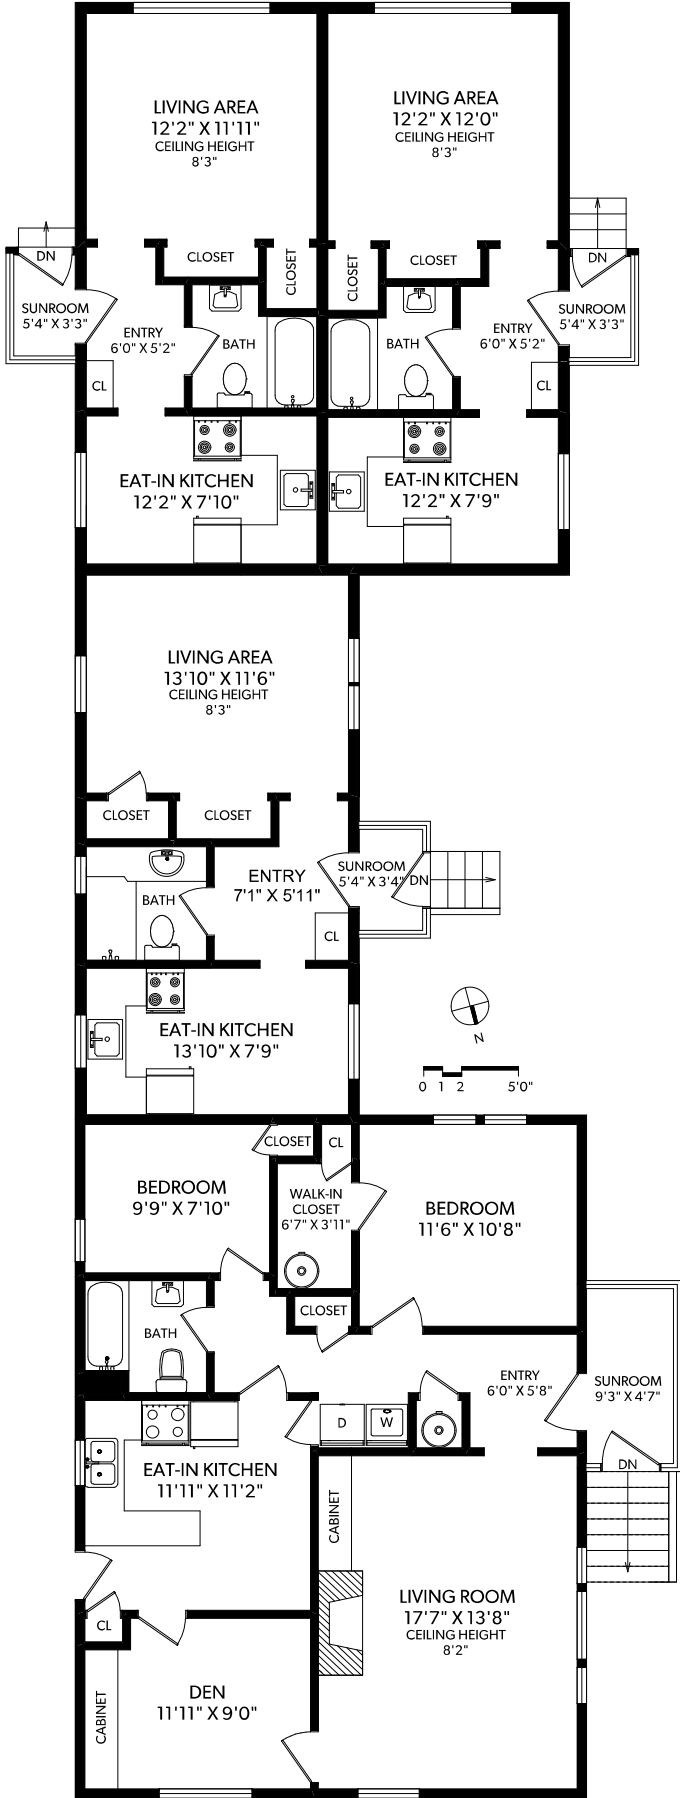 LIVING AREA
12'2" X 11'11"
CEILING HEIGHT
8'3"
LIVING AREA
12'2" X 12'0"
CEILING HEIGHT
8'3"
CLOSET
CLOSET
CLOSET
CLOSET
DN
SUNROOM
5'4" X 3'3"
ENTRY
6'0" X 5'2"
BATH
CL
BATH
ENTRY
6'0" X 5'2"
CL
DN
SUNROOM
5'4" X 3'3"
EAT-IN KITCHEN
12'2" X 7'10"
EAT-IN KITCHEN
12'2" X 7'9"
LIVING AREA
13'10" X 11'6"
CEILING HEIGHT
8'3"
CLOSET
CLOSET
BATH
ENTRY
7'1" X 5'11"
CL
SUNROOM
5'4" X 3'4"
DN
EAT-IN KITCHEN
13'10" X 7'9"
N
0 1 2 5'0"
CLOSET
CL
BEDROOM
9'9" X 7'10"
WALK-IN
CLOSET
6'7" X 3'11"
BEDROOM
11'6" X 10'8"
CLOSET
BATH
ENTRY
6'0" X 5'8"
SUNROOM
9'3" X 4'7"
DN
D
W
EAT-IN KITCHEN
11'11" X 11'2"
CABINET
LIVING ROOM
17'7" X 13'8"
CEILING HEIGHT
8'2"
CL
DEN
11'11" X 9'0"
CABINET